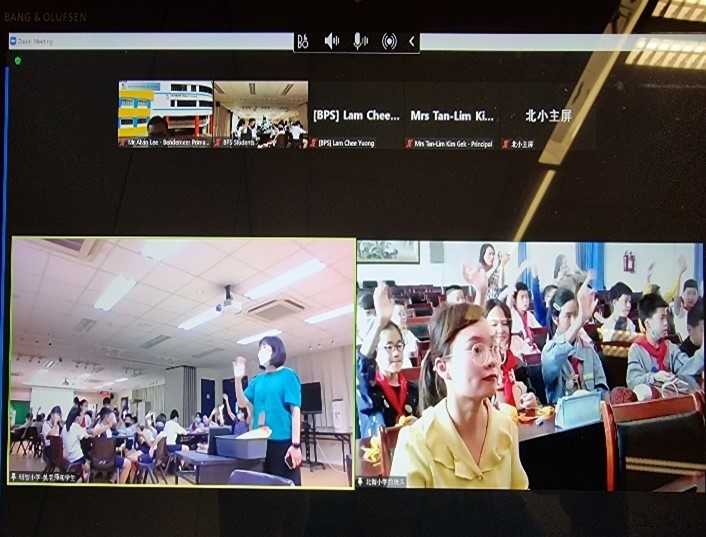 BANG & OLUFSEN
Zoom Meeting
[BPS] Lam Chee...
Mrs Tan-Lim Ki...
北小主屏
Mr Alvin Lee - Bendemeer Prima...
BPS Students
[BPS] Lam Chee Yuong
Mrs Tan-Lim Kim Gek - Principal
北小主屏